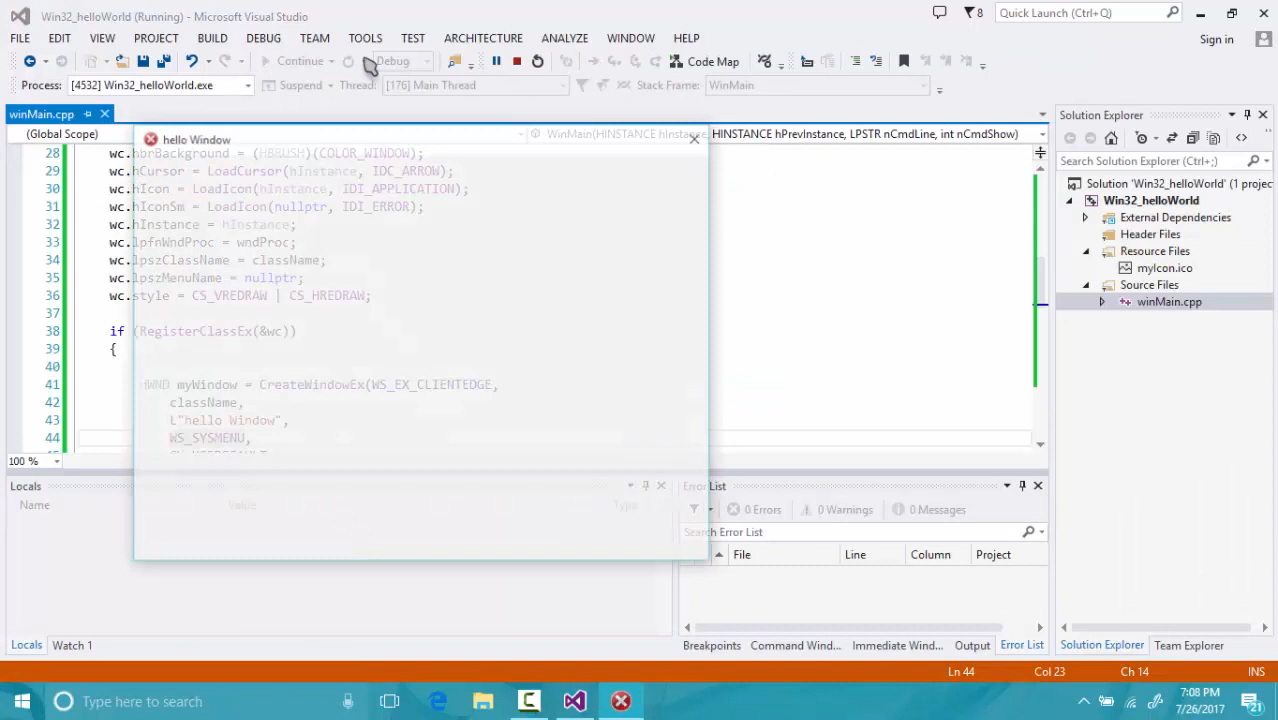 Win32_helloWorld (Running) - Microsoft Visual Studio
8
Quick Launch (Ctrl+Q)
FILE EDIT VIEW PROJECT BUILD DEBUG TEAM TOOLS TEST ARCHITECTURE ANALYZE WINDOW HELP
Sign in
Continue Debug Code Map
Process: [4532] Win32_helloWorld.exe Suspend Thread: [176] Main Thread Stack Frame: WinMain
winMain.cpp
(Global Scope)
hello Window
WinMain(HINSTANCE hInstance, HINSTANCE hPrevInstance, LPSTR nCmdLine, int nCmdShow)
28 wc.hbrBackground = (HBRUSH)(COLOR_WINDOW);
29 wc.hCursor = LoadCursor(hInstance, IDC_ARROW);
30 wc.hIcon = LoadIcon(hInstance, IDI_APPLICATION);
31 wc.hIconSm = LoadIcon(nullptr, IDI_ERROR);
32 wc.hInstance = hInstance;
33 wc.lpfnWndProc = wndProc;
34 wc.lpszClassName = className;
35 wc.lpszMenuName = nullptr;
36 wc.style = CS_VREDRAW | CS_HREDRAW;
37
38 if (RegisterClassEx(&wc))
39 {
40
41 HWND myWindow = CreateWindowEx(WS_EX_CLIENTEDGE,
42 className,
43 L"hello Window",
44 WS_SYSMENU,
100 %
Solution Explorer
Search Solution Explorer (Ctrl+;)
Solution 'Win32_helloWorld' (1 projec
Win32_helloWorld
External Dependencies
Header Files
Resource Files
myIcon.ico
Source Files
winMain.cpp
Locals
Name Value Type
Locals Watch 1
Error List
0 Errors 0 Warnings 0 Messages
Search Error List
File Line Column Project
Breakpoints Command Wind... Immediate Wind... Output Error List
Solution Explorer Team Explorer
Ln 44 Col 23 Ch 14 INS
Type here to search
7:08 PM
7/26/2017
21